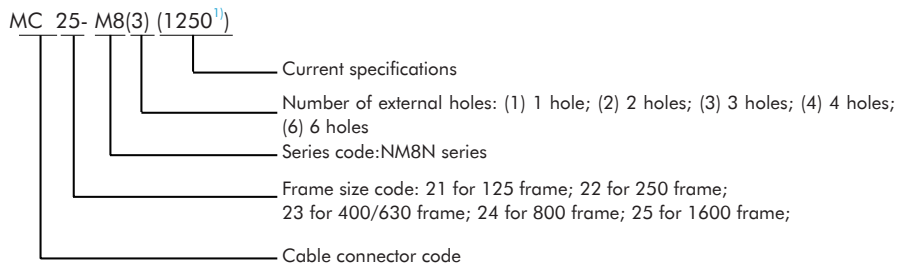 MC 25- M8(3) (1250¹⁾)
Current specifications
Number of external holes: (1) 1 hole; (2) 2 holes; (3) 3 holes; (4) 4 holes;
(6) 6 holes
Series code:NM8N series
Frame size code: 21 for 125 frame; 22 for 250 frame;
23 for 400/630 frame; 24 for 800 frame; 25 for 1600 frame;
Cable connector code